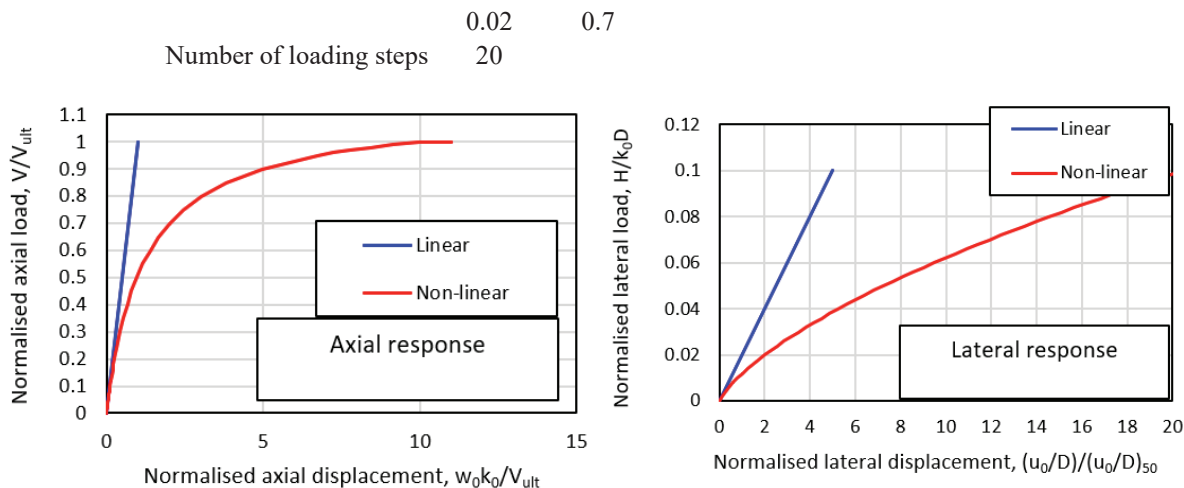 0.02 0.7
Number of loading steps 20
1.1
1
0.9
0.8
0.7
0.6
0.5
0.4
0.3
0.2
0.1
0
Normalised axial load, V/Vult
Linear
Non-linear
Axial response
0 5 10 15
Normalised axial displacement, w0k0/Vult
0.12
0.1
0.08
0.06
0.04
0.02
0
Normalised lateral load, H/k0D
Linear
Non-linear
Lateral response
0 2 4 6 8 10 12 14 16 18 20
Normalised lateral displacement, (u0/D)/(u0/D)50